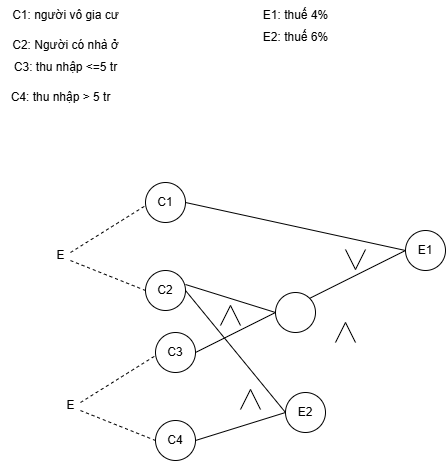 C1: người vô gia cư
E1: thuế 4%
C2: Người có nhà ở
E2: thuế 6%
C3: thu nhập <=5 tr
C4: thu nhập > 5 tr
C1
E1
E
C2
C3
E
E2
C4